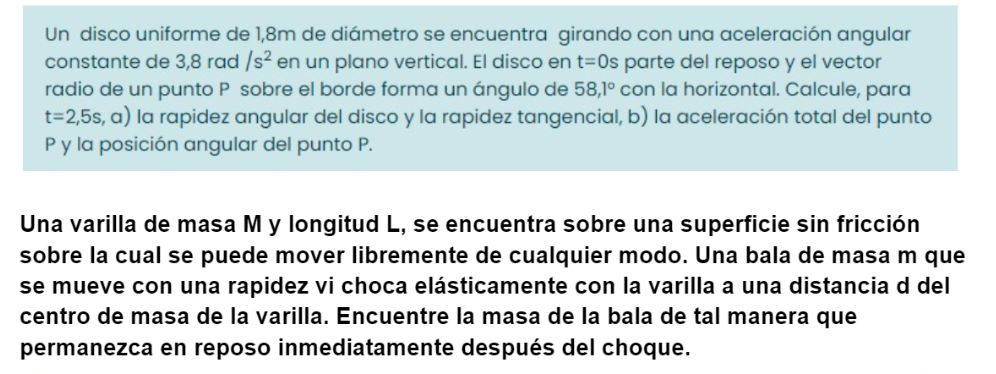 Un disco uniforme de 1,8m de diámetro se encuentra girando con una aceleración angular
constante de 3,8 rad /s² en un plano vertical. El disco en t=0s parte del reposo y el vector
radio de un punto P sobre el borde forma un ángulo de 58,1º con la horizontal. Calcule, para
t=2,5s, a) la rapidez angular del disco y la rapidez tangencial, b) la aceleración total del punto
P y la posición angular del punto P.
Una varilla de masa M y longitud L, se encuentra sobre una superficie sin fricción
sobre la cual se puede mover libremente de cualquier modo. Una bala de masa m que
se mueve con una rapidez vi choca elásticamente con la varilla a una distancia d del
centro de masa de la varilla. Encuentre la masa de la bala de tal manera que
permanezca en reposo inmediatamente después del choque.